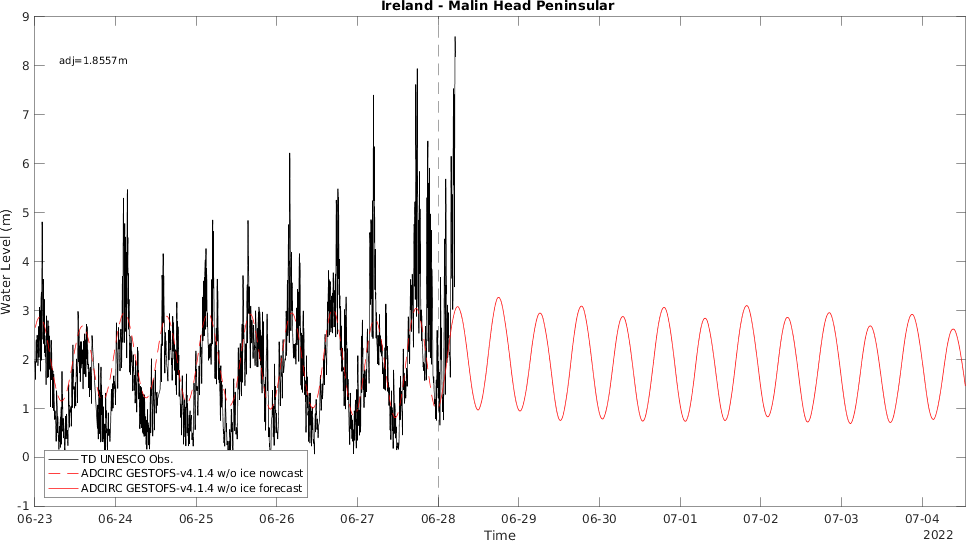 Ireland - Malin Head Peninsular
9
adj=1.8557m
8
7
6
5
4
3
2
1
0
-1
Water Level (m)
TD UNESCO Obs.
ADCIRC GESTOFS-v4.1.4 w/o ice nowcast
ADCIRC GESTOFS-v4.1.4 w/o ice forecast
06-23 06-24 06-25 06-26 06-27 06-28 06-29 06-30 07-01 07-02 07-03 07-04
Time
2022